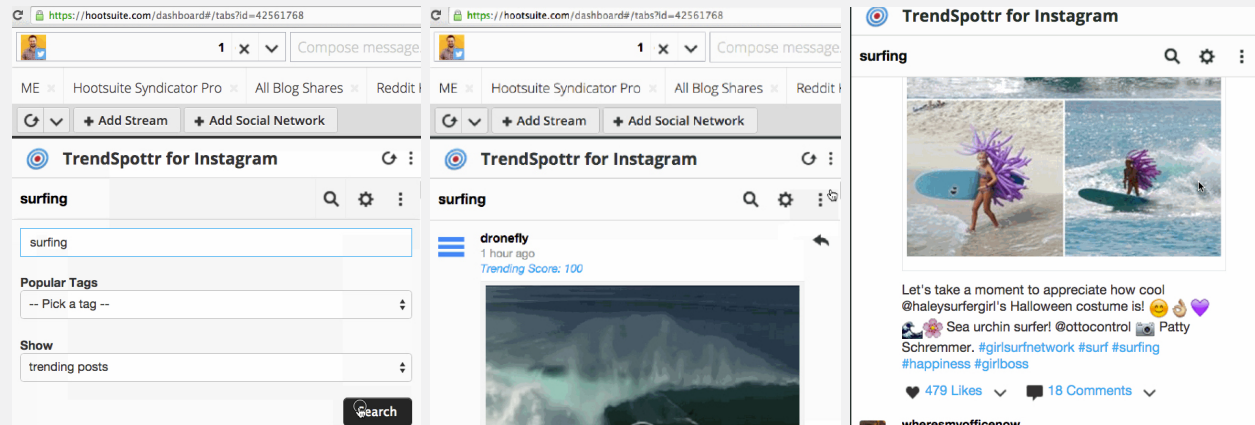 https://hootsuite.com/dashboard#/tabs?id=42561768
1
Compose message.
ME
Hootsuite Syndicator Pro
All Blog Shares
Reddit
+ Add Stream
+ Add Social Network
TrendSpottr for Instagram
surfing
surfing
Popular Tags
-- Pick a tag --
Show
trending posts
Search
https://hootsuite.com/dashboard#/tabs?id=42561768
1
Compose message.
ME
Hootsuite Syndicator Pro
All Blog Shares
Reddit
+ Add Stream
+ Add Social Network
TrendSpottr for Instagram
surfing
dronefly
1 hour ago
Trending Score: 100
TrendSpottr for Instagram
surfing
Let's take a moment to appreciate how cool
@haleysurfergirl's Halloween costume is! 😊👌🏼💜
🌊🌸 Sea urchin surfer! @ottocontrol 📷 Patty
Schremmer. #girlsurfnetwork #surf #surfing
#happiness #girlboss
479 Likes
18 Comments
wheresmyofficenow